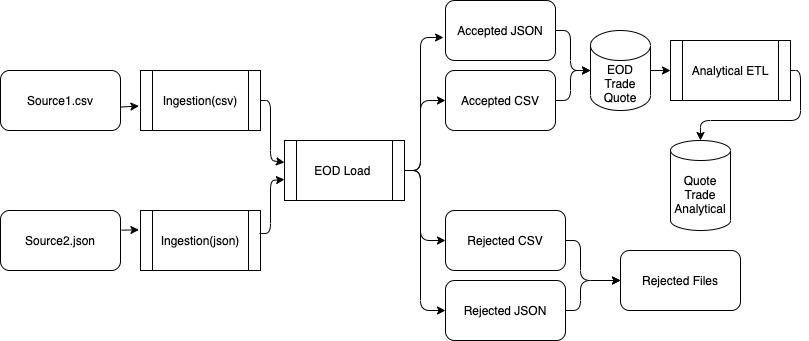 Source1.csv
Ingestion(csv)
Source2.json
Ingestion(json)
EOD Load
Accepted JSON
Accepted CSV
EOD
Trade
Quote
Analytical ETL
Quote
Trade
Analytical
Rejected CSV
Rejected JSON
Rejected Files